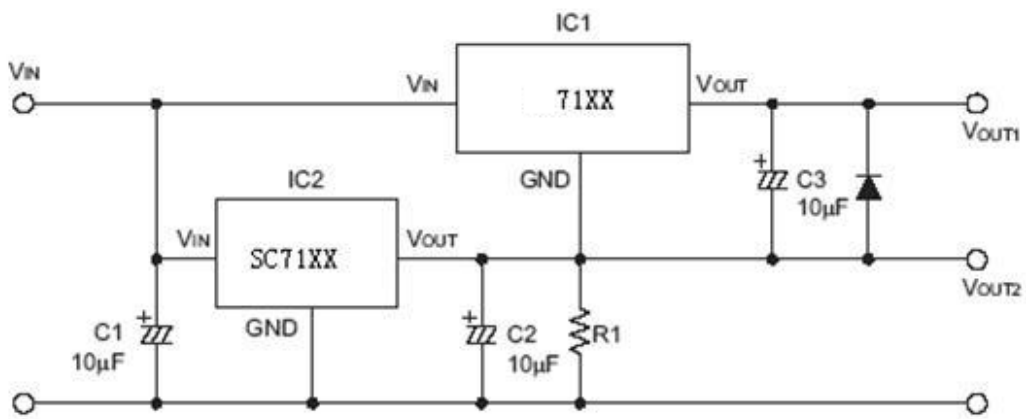 IC1
VIN
VIN
71XX
VOUT
VOUT1
GND
C3
10μF
IC2
VIN
SC71XX
VOUT
VOUT2
GND
C1
10μF
C2
10μF
R1